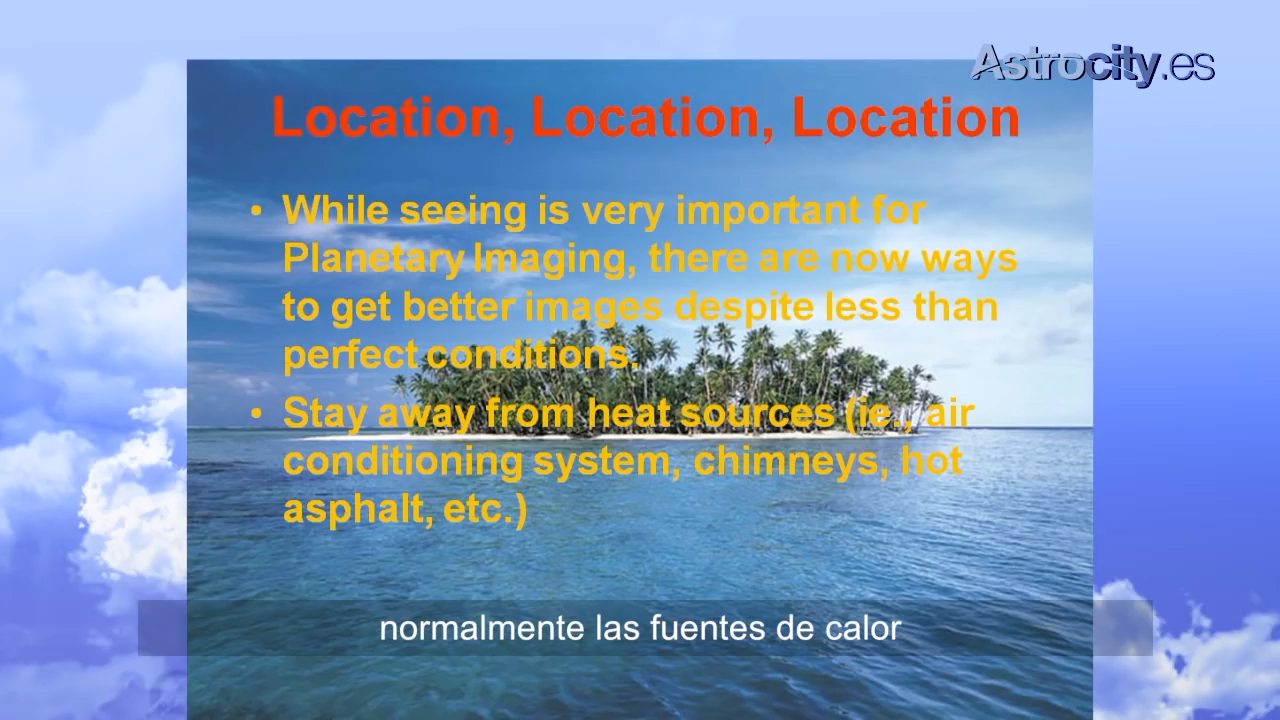 Astrocity.es
Location, Location, Location
• While seeing is very important for
Planetary Imaging, there are now ways
to get better images despite less than
perfect conditions.
• Stay away from heat sources (ie., air
conditioning system, chimneys, hot
asphalt, etc.)
normalmente las fuentes de calor